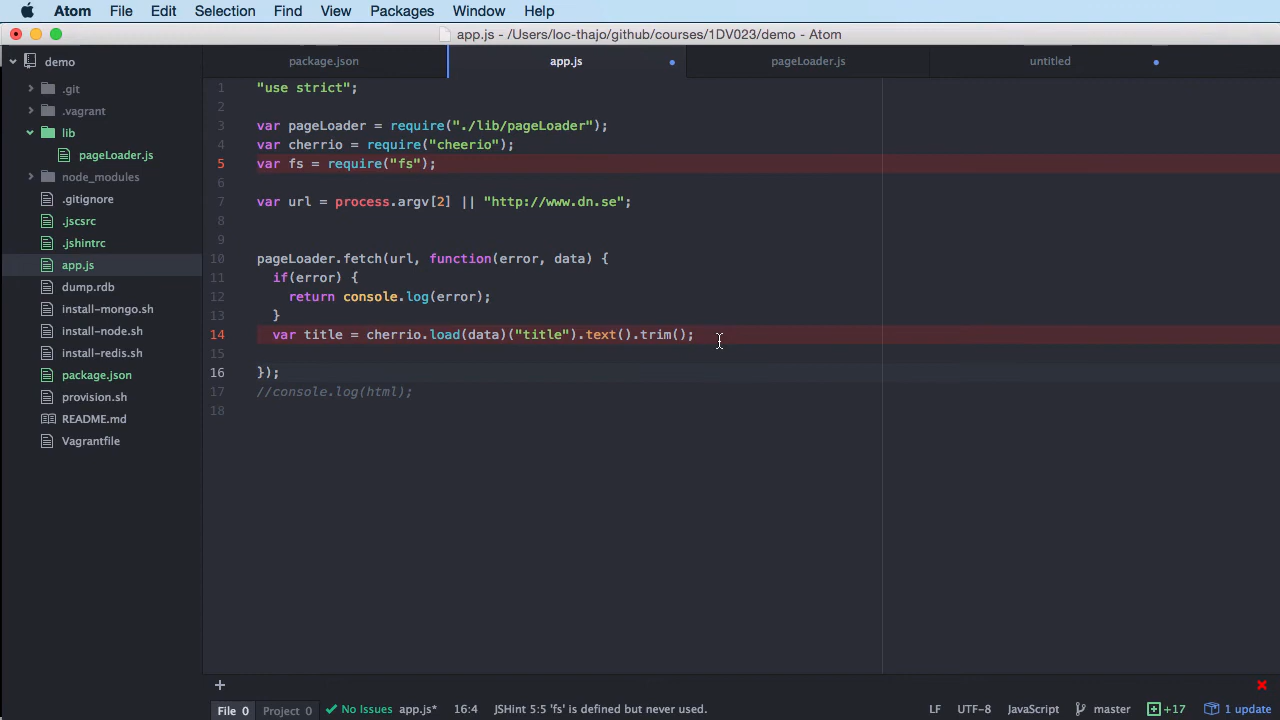 Atom File Edit Selection Find View Packages Window Help
app.js - /Users/loc-thajo/github/courses/1DV023/demo - Atom
demo
.git
.vagrant
lib
pageLoader.js
node_modules
.gitignore
.jscsrc
.jshintrc
app.js
dump.rdb
install-mongo.sh
install-node.sh
install-redis.sh
package.json
provision.sh
README.md
Vagrantfile
package.json app.js pageLoader.js untitled
1 "use strict";
2
3 var pageLoader = require("./lib/pageLoader");
4 var cherrio = require("cheerio");
5 var fs = require("fs");
6
7 var url = process.argv[2] || "http://www.dn.se";
8
9
10 pageLoader.fetch(url, function(error, data) {
11 if(error) {
12 return console.log(error);
13 }
14 var title = cherrio.load(data)("title").text().trim();
15
16 });
17 //console.log(html);
18
+
File 0 Project 0 No Issues app.js* 16:4 JSHint 5:5 'fs' is defined but never used. LF UTF-8 JavaScript master +17 1 update